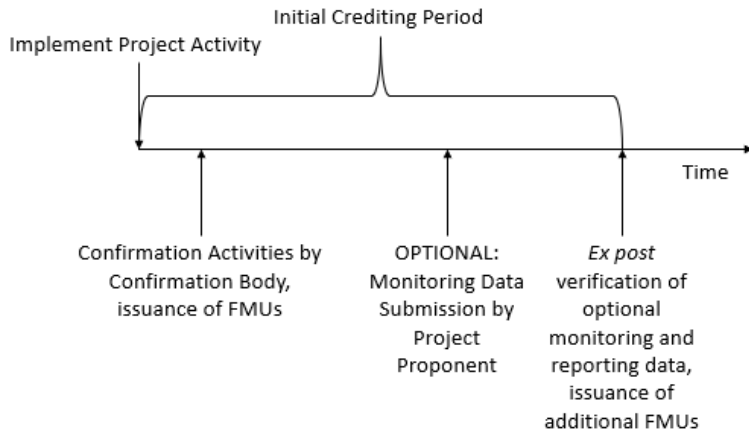 Initial Crediting Period
Implement Project Activity
Time
Confirmation Activities by
Confirmation Body,
issuance of FMUs
OPTIONAL:
Monitoring Data
Submission by
Project
Proponent
Ex post
verification of
optional
monitoring and
reporting data,
issuance of
additional FMUs